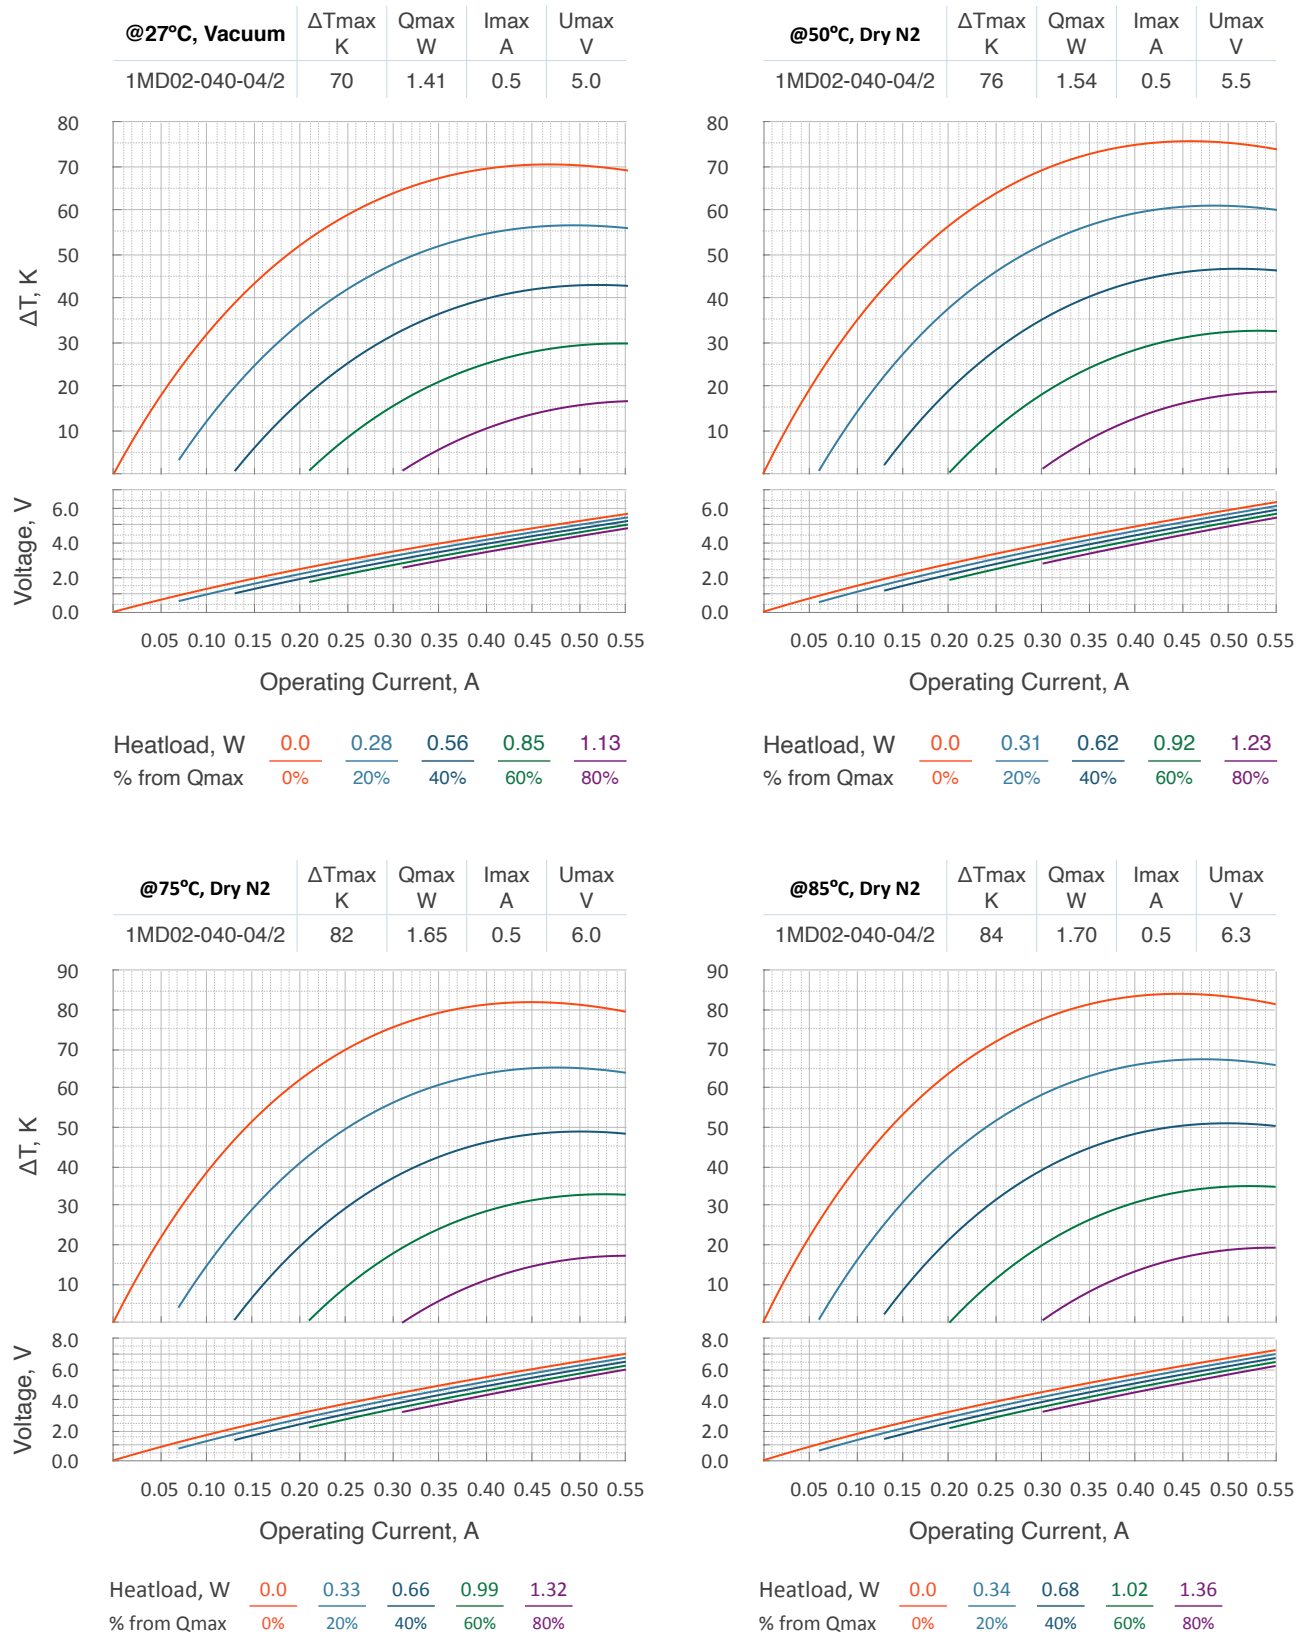 @27°C, Vacuum ΔTmax K Qmax W Imax A Umax V
1MD02-040-04/2 70 1.41 0.5 5.0
80
70
60
50
40
30
20
10
ΔT, K
6.0
4.0
2.0
0.0
Voltage, V
0.05 0.10 0.15 0.20 0.25 0.30 0.35 0.40 0.45 0.50 0.55
Operating Current, A
Heatload, W 0.0 0.28 0.56 0.85 1.13
% from Qmax 0% 20% 40% 60% 80%
@50°C, Dry N2 ΔTmax K Qmax W Imax A Umax V
1MD02-040-04/2 76 1.54 0.5 5.5
80
70
60
50
40
30
20
10
6.0
4.0
2.0
0.0
0.05 0.10 0.15 0.20 0.25 0.30 0.35 0.40 0.45 0.50 0.55
Operating Current, A
Heatload, W 0.0 0.31 0.62 0.92 1.23
% from Qmax 0% 20% 40% 60% 80%
@75°C, Dry N2 ΔTmax K Qmax W Imax A Umax V
1MD02-040-04/2 82 1.65 0.5 6.0
90
80
70
60
50
40
30
20
10
ΔT, K
8.0
6.0
4.0
2.0
0.0
Voltage, V
0.05 0.10 0.15 0.20 0.25 0.30 0.35 0.40 0.45 0.50 0.55
Operating Current, A
Heatload, W 0.0 0.33 0.66 0.99 1.32
% from Qmax 0% 20% 40% 60% 80%
@85°C, Dry N2 ΔTmax K Qmax W Imax A Umax V
1MD02-040-04/2 84 1.70 0.5 6.3
90
80
70
60
50
40
30
20
10
8.0
6.0
4.0
2.0
0.0
0.05 0.10 0.15 0.20 0.25 0.30 0.35 0.40 0.45 0.50 0.55
Operating Current, A
Heatload, W 0.0 0.34 0.68 1.02 1.36
% from Qmax 0% 20% 40% 60% 80%